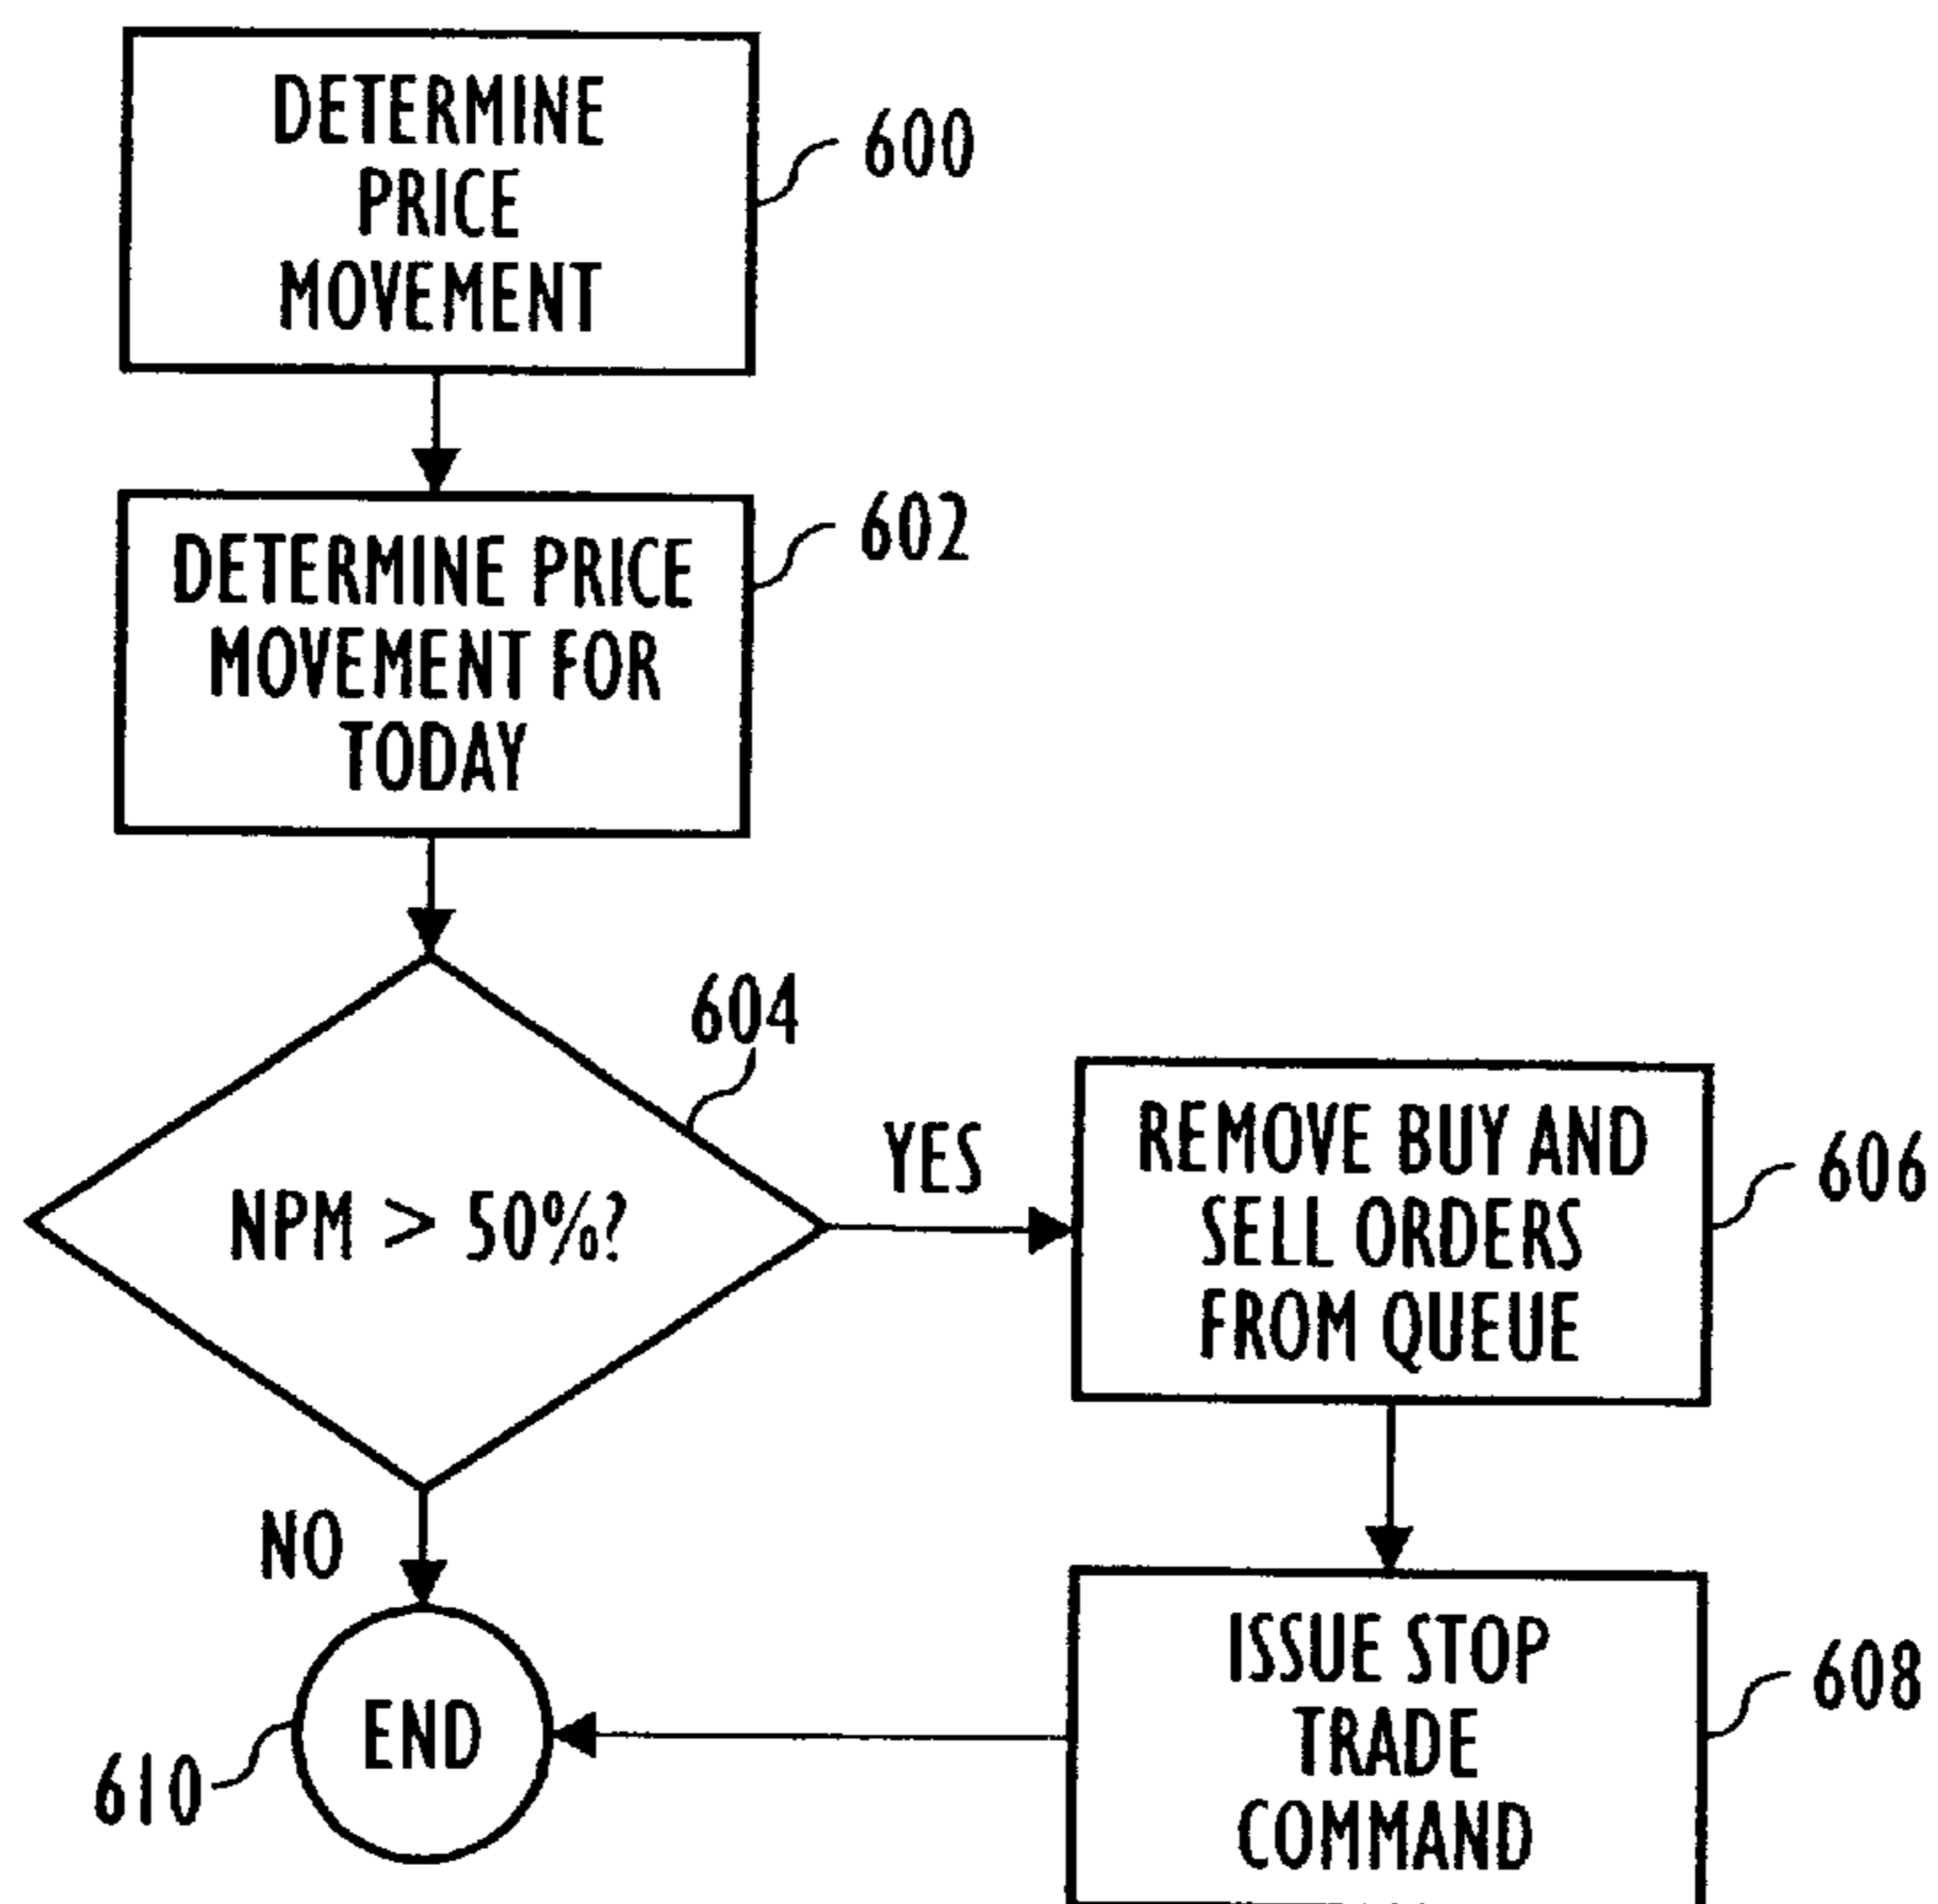 DETERMINE
PRICE
MOVEMENT
600
DETERMINE PRICE
MOVEMENT FOR
TODAY
602
604
NPM > 50%?
YES
NO
REMOVE BUY AND
SELL ORDERS
FROM QUEUE
606
ISSUE STOP
TRADE
COMMAND
608
END
610